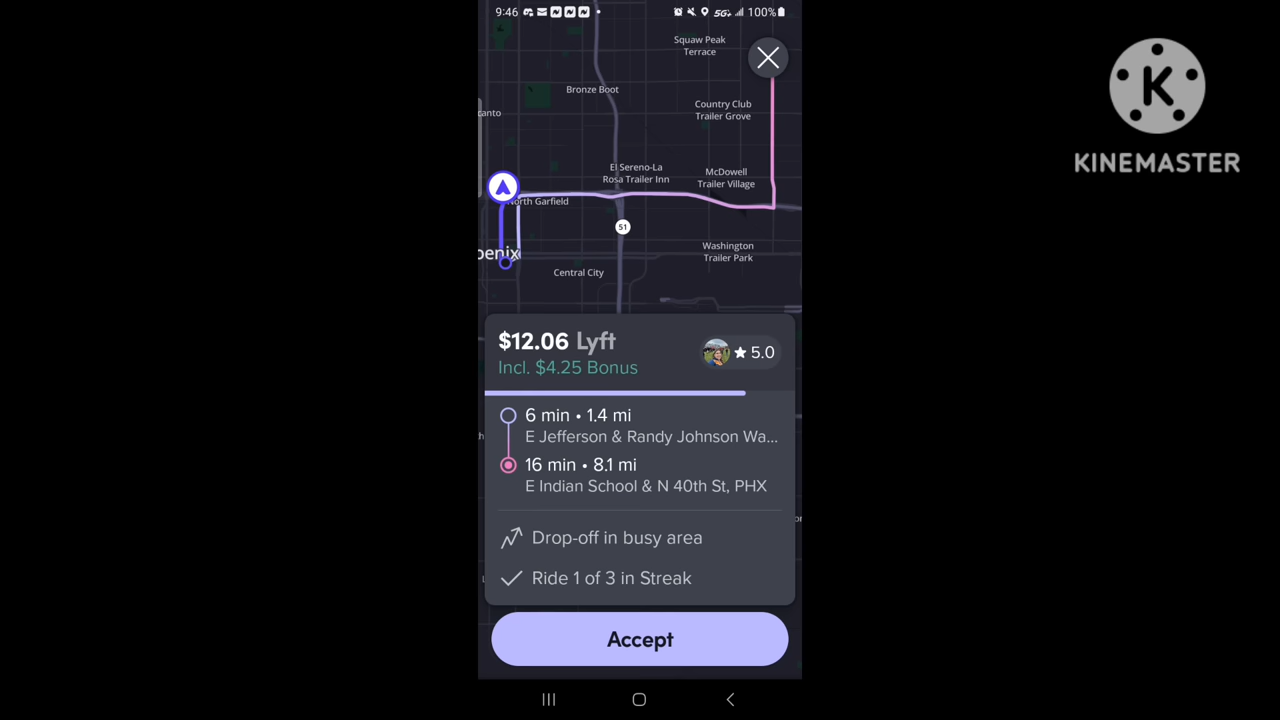 9:46
5G+ 100%
Squaw Peak
Terrace
Bronze Boot
Country Club
Trailer Grove
canto
El Sereno-La
Rosa Trailer Inn
McDowell
Trailer Village
North Garfield
51
Washington
Trailer Park
penix
Central City
$12.06 Lyft
Incl. $4.25 Bonus
5.0
6 min • 1.4 mi
E Jefferson & Randy Johnson Wa...
16 min • 8.1 mi
E Indian School & N 40th St, PHX
Drop-off in busy area
Ride 1 of 3 in Streak
Accept
K
KINEMASTER